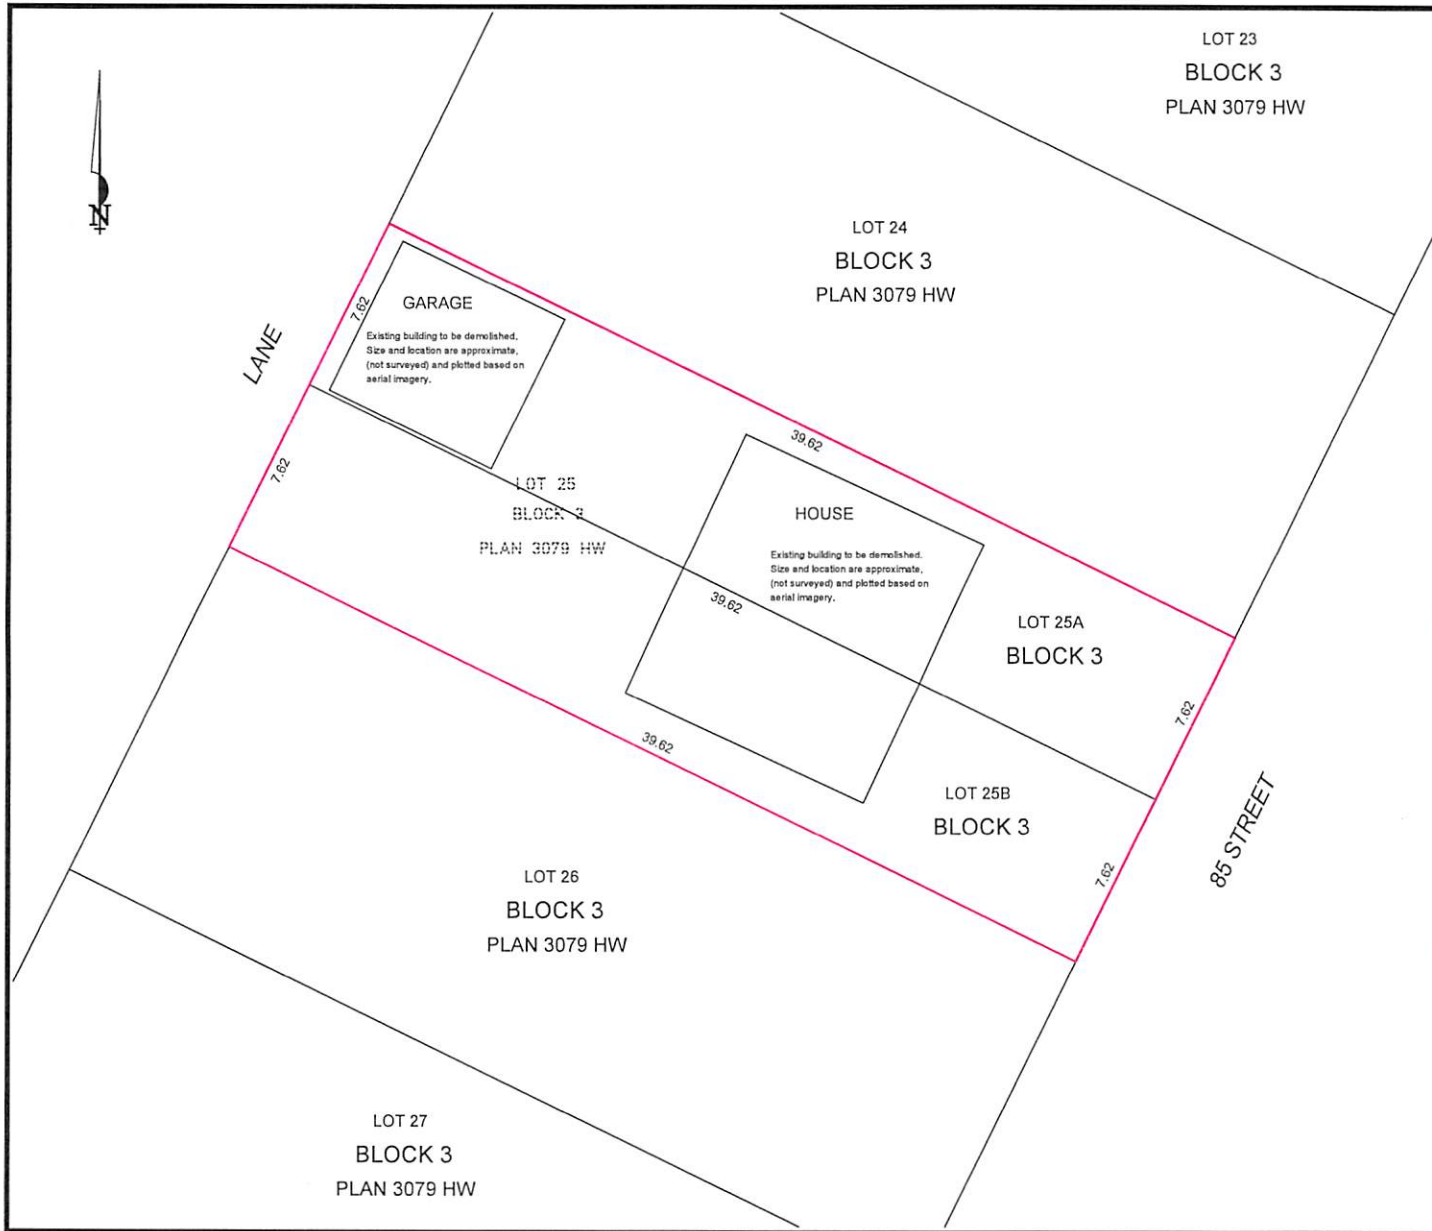 LOT 23
BLOCK 3
PLAN 3079 HW
N
LOT 24
BLOCK 3
PLAN 3079 HW
GARAGE
Existing building to be demolished.
Size and location are approximate,
(not surveyed) and plotted based on
aerial imagery.
7.62
LANE
39.62
7.62
LOT 25
BLOCK 3
PLAN 3079 HW
HOUSE
Existing building to be demolished.
Size and location are approximate,
(not surveyed) and plotted based on
aerial imagery.
39.62
LOT 25A
BLOCK 3
7.62
39.62
LOT 25B
BLOCK 3
85 STREET
7.62
LOT 26
BLOCK 3
PLAN 3079 HW
LOT 27
BLOCK 3
PLAN 3079 HW